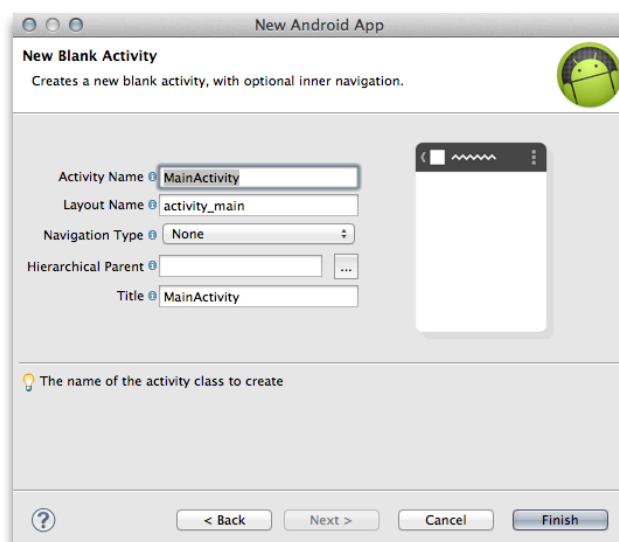 New Android App
New Blank Activity
Creates a new blank activity, with optional inner navigation.
Activity Name MainActivity
Layout Name activity_main
Navigation Type None
Hierarchical Parent ...
Title MainActivity
The name of the activity class to create
? < Back Next > Cancel Finish